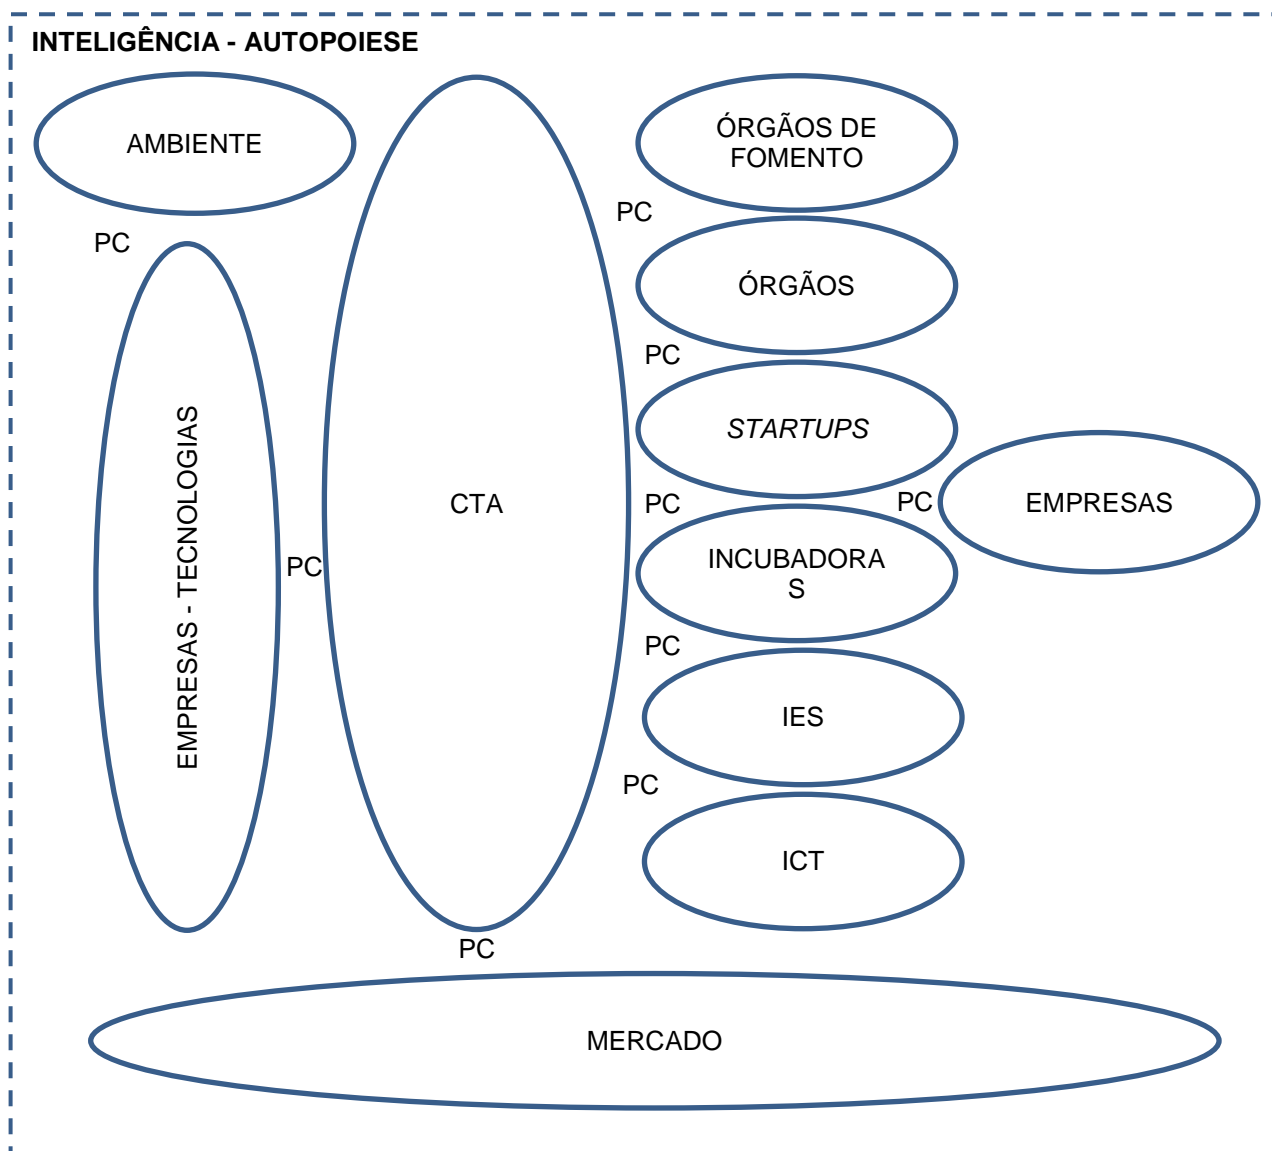 INTELIGÊNCIA - AUTOPOIESE
AMBIENTE
ÓRGÃOS DE
FOMENTO
PC
PC
ÓRGÃOS
PC
STARTUPS
EMPRESAS - TECNOLOGIAS
CTA
PC
PC
EMPRESAS
PC
INCUBADORA
S
PC
IES
PC
ICT
PC
MERCADO